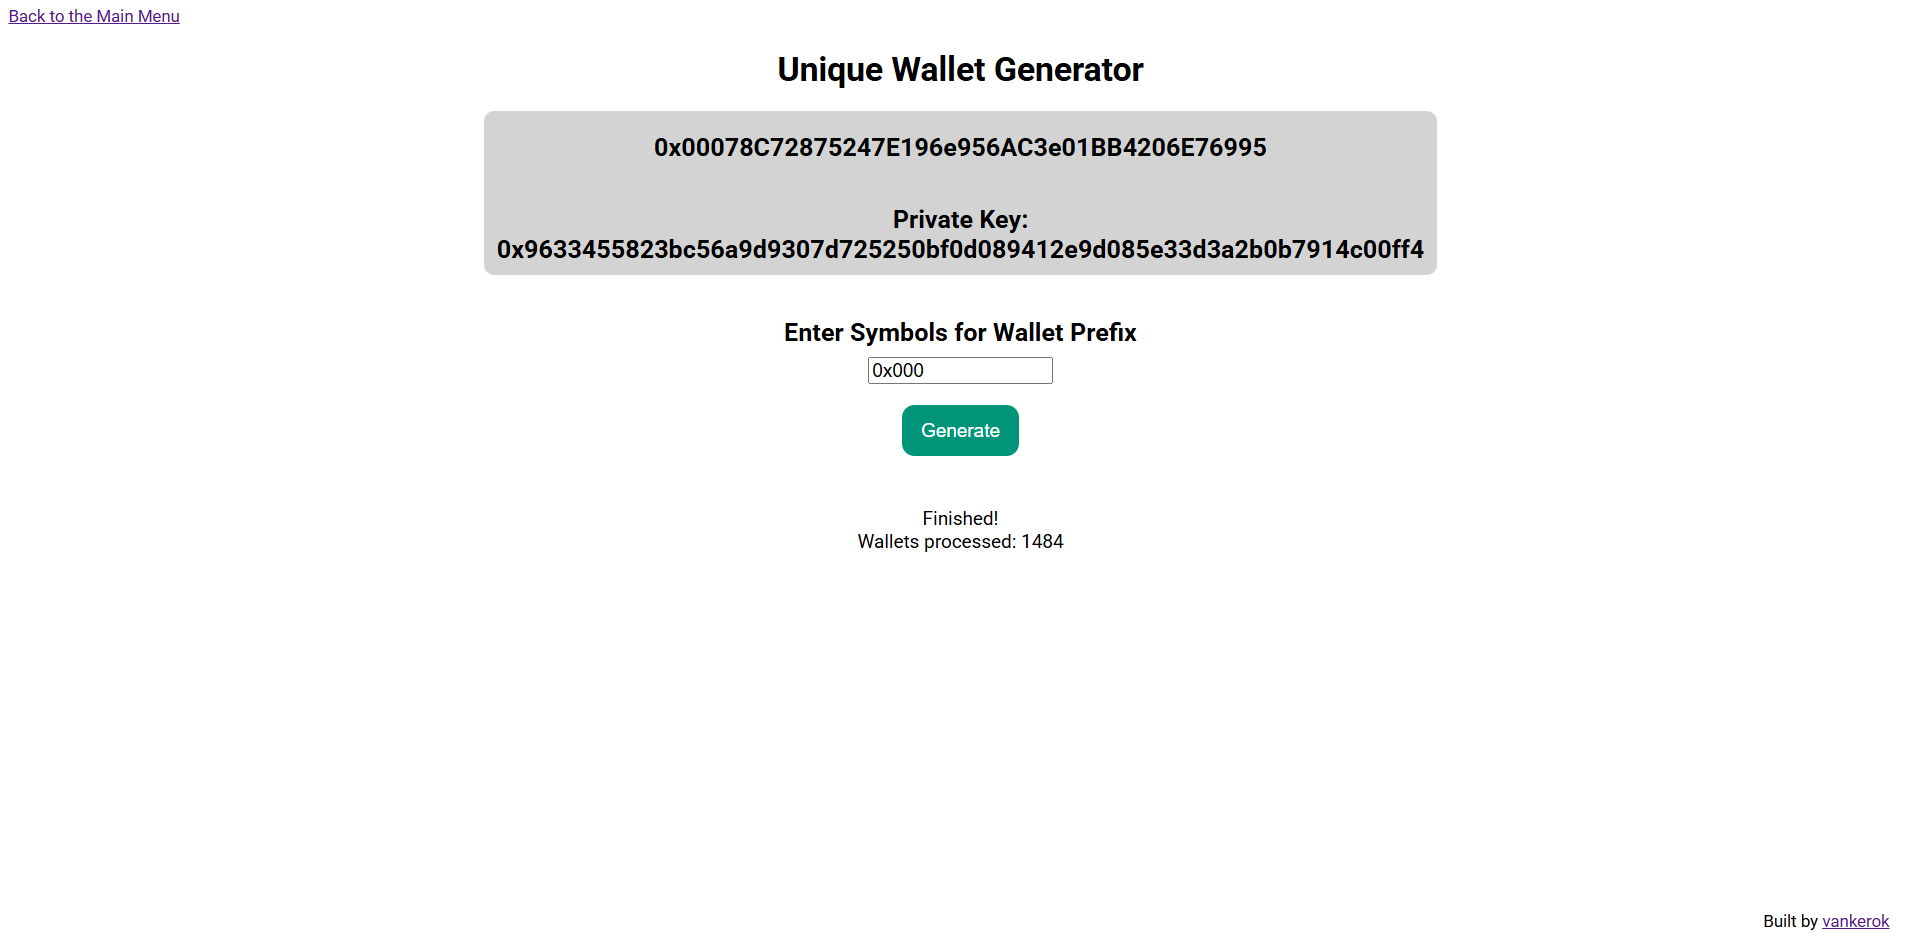 Back to the Main Menu
Unique Wallet Generator
0x00078C72875247E196e956AC3e01BB4206E76995
Private Key:
0x9633455823bc56a9d9307d725250bf0d089412e9d085e33d3a2b0b7914c00ff4
Enter Symbols for Wallet Prefix
0x000
Generate
Finished!
Wallets processed: 1484
Built by vankerok